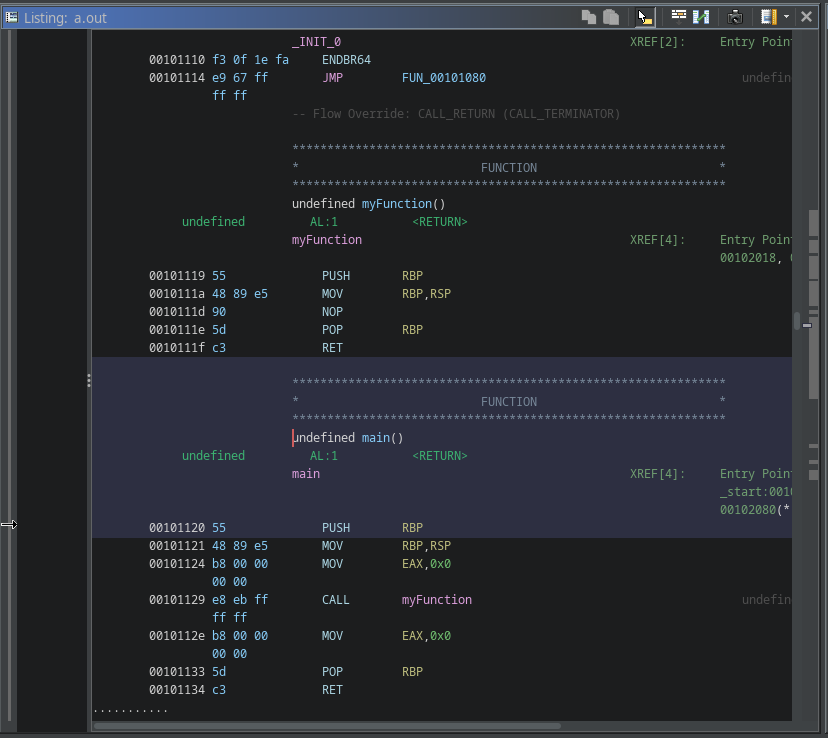 Listing: a.out
_INIT_0 XREF[2]: Entry Poin
00101110 f3 0f 1e fa ENDBR64
00101114 e9 67 ff JMP FUN_00101080 undefin
ff ff
-- Flow Override: CALL_RETURN (CALL_TERMINATOR)
**************************************************************
* FUNCTION *
**************************************************************
undefined myFunction()
undefined AL:1 <RETURN>
myFunction XREF[4]: Entry Poin
00102018,
00101119 55 PUSH RBP
0010111a 48 89 e5 MOV RBP,RSP
0010111d 90 NOP
0010111e 5d POP RBP
0010111f c3 RET
**************************************************************
* FUNCTION *
**************************************************************
undefined main()
undefined AL:1 <RETURN>
main XREF[4]: Entry Poin
_start:0010
00102080(*
00101120 55 PUSH RBP
00101121 48 89 e5 MOV RBP,RSP
00101124 b8 00 00 MOV EAX,0x0
00 00
00101129 e8 eb ff CALL myFunction undefin
ff ff
0010112e b8 00 00 MOV EAX,0x0
00 00
00101133 5d POP RBP
00101134 c3 RET
...........